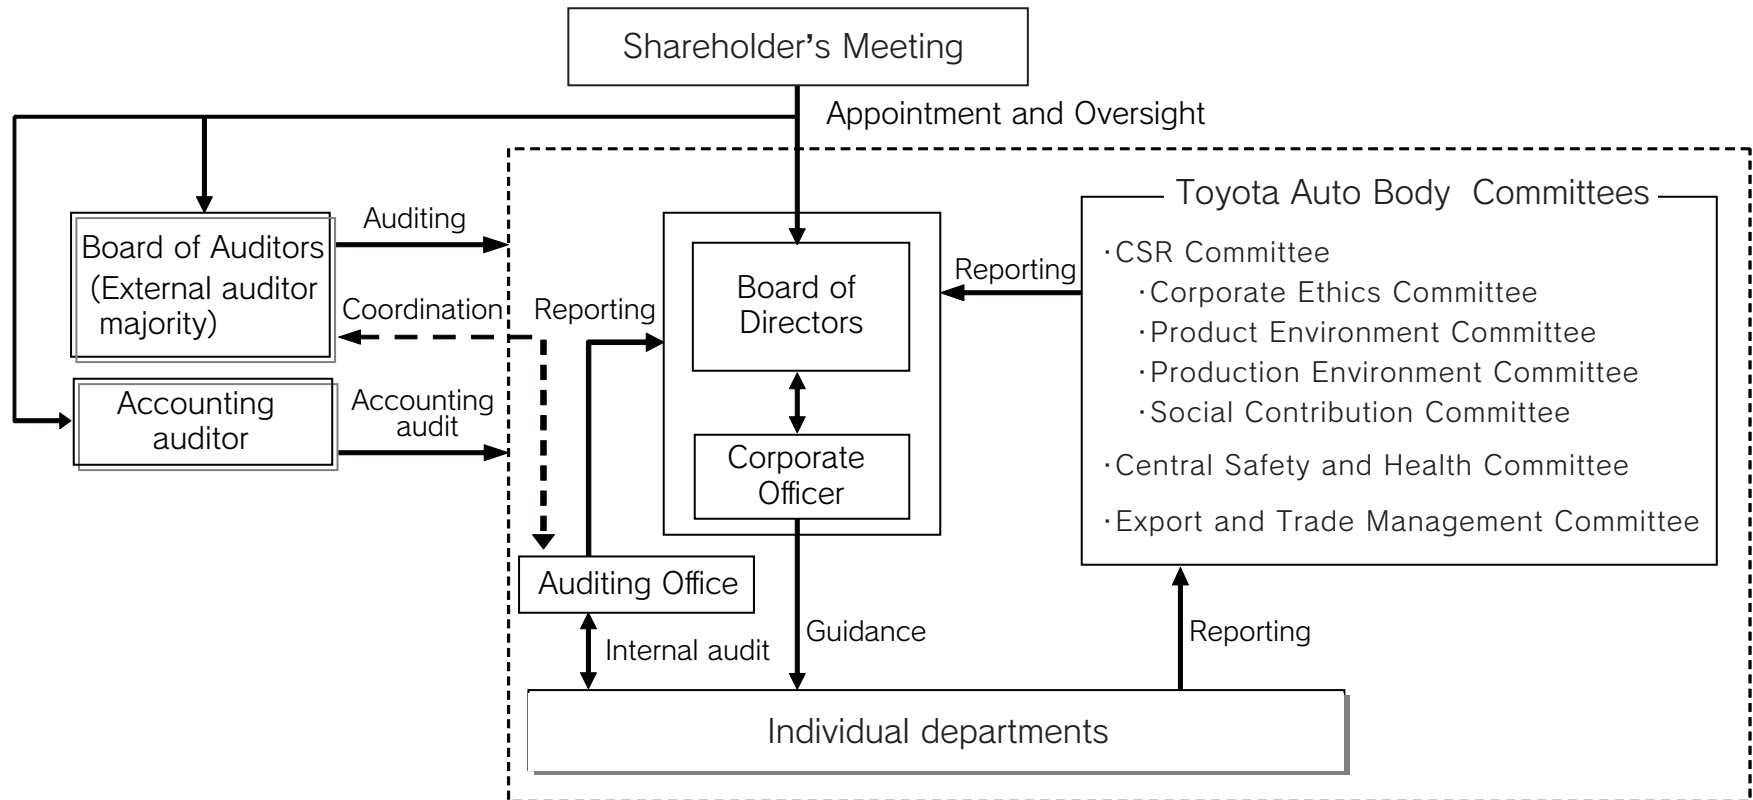 Shareholder's Meeting
Appointment and Oversight
Toyota Auto Body Committees
Auditing
Board of Auditors
(External auditor
majority)
Coordination
Reporting
Board of
Directors
Reporting
·CSR Committee
·Corporate Ethics Committee
·Product Environment Committee
·Production Environment Committee
·Social Contribution Committee
·Central Safety and Health Committee
·Export and Trade Management Committee
Accounting
auditor
Accounting
audit
Corporate
Officer
Auditing Office
Internal audit
Guidance
Reporting
Individual departments